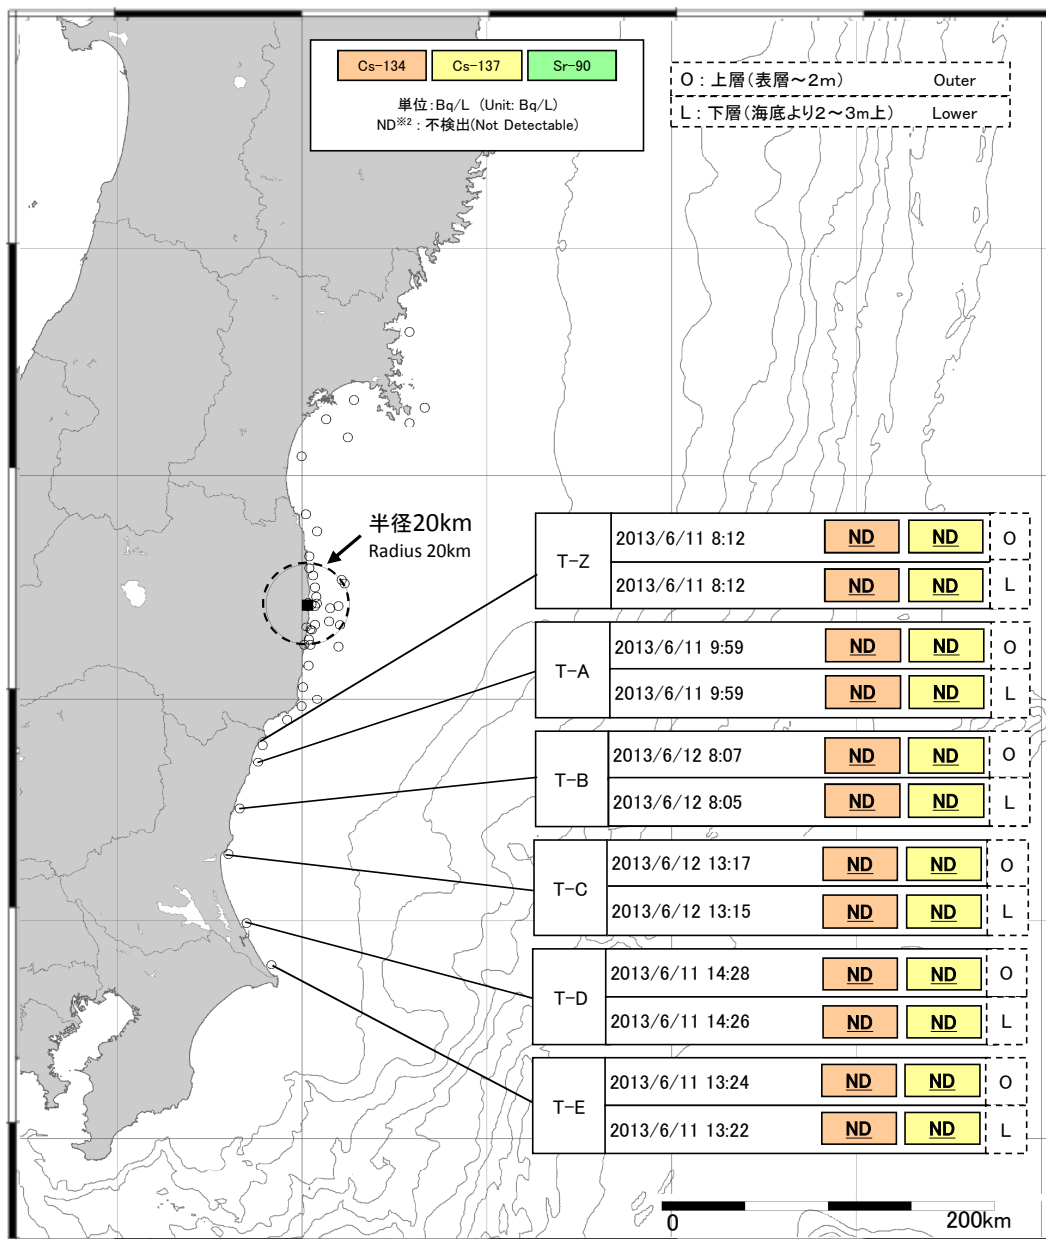 Cs-134 Cs-137 Sr-90
単位:Bq/L (Unit: Bq/L)
ND※2 : 不検出(Not Detectable)
O : 上層(表層～2m) Outer
L : 下層(海底より2～3m上) Lower
半径20km
Radius 20km
T-Z
2013/6/11 8:12 ND ND O
2013/6/11 8:12 ND ND L
T-A
2013/6/11 9:59 ND ND O
2013/6/11 9:59 ND ND L
T-B
2013/6/12 8:07 ND ND O
2013/6/12 8:05 ND ND L
T-C
2013/6/12 13:17 ND ND O
2013/6/12 13:15 ND ND L
T-D
2013/6/11 14:28 ND ND O
2013/6/11 14:26 ND ND L
T-E
2013/6/11 13:24 ND ND O
2013/6/11 13:22 ND ND L
0 200km